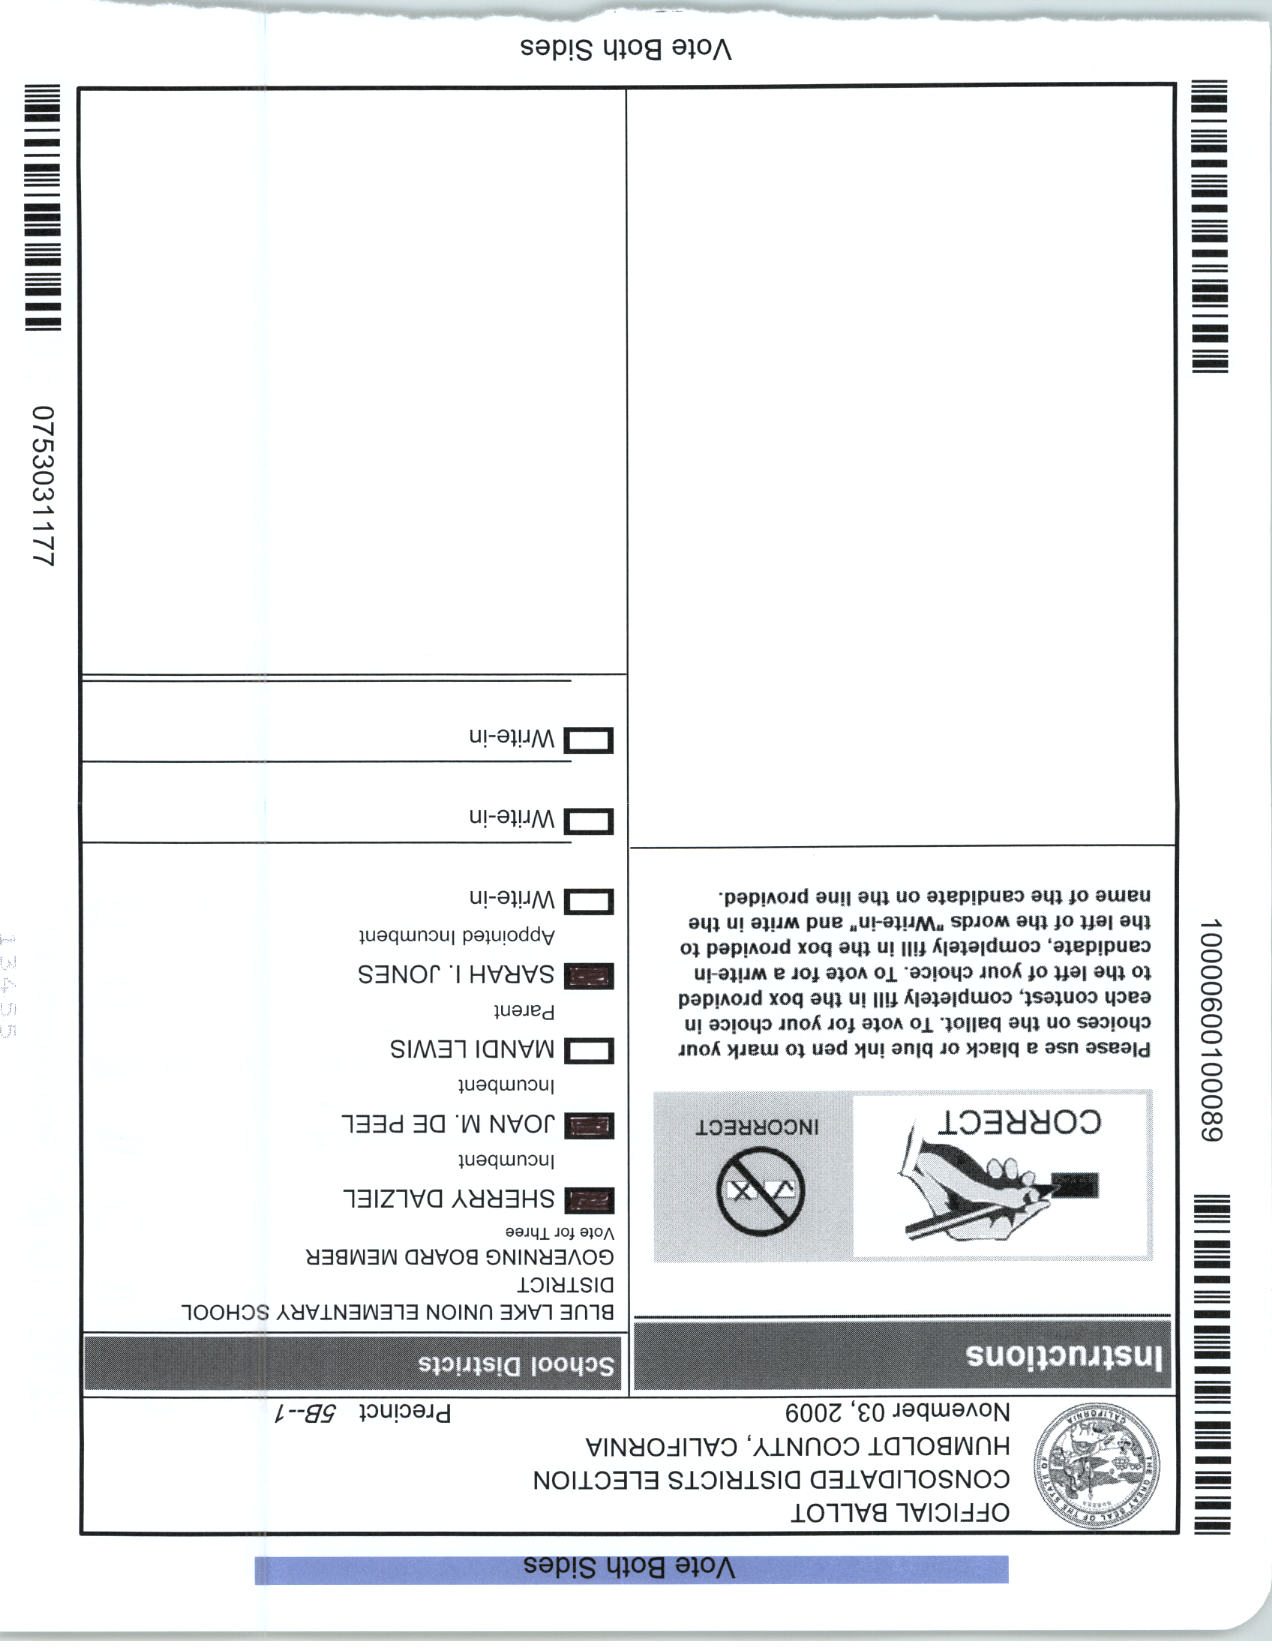 Vote Both Sides
OFFICIAL BALLOT
CONSOLIDATED DISTRICTS ELECTION
HUMBOLDT COUNTY, CALIFORNIA
November 03, 2009 Precinct 5B--1
THE GREAT SEAL OF THE STATE OF CALIFORNIA
EUREKA
Instructions
CORRECT
INCORRECT
Please use a black or blue ink pen to mark your
choices on the ballot. To vote for your choice in
each contest, completely fill in the box provided
to the left of your choice. To vote for a write-in
candidate, completely fill in the box provided to
the left of the words "Write-in" and write in the
name of the candidate on the line provided.
School Districts
BLUE LAKE UNION ELEMENTARY SCHOOL
DISTRICT
GOVERNING BOARD MEMBER
Vote for Three
SHERRY DALZIEL
Incumbent
JOAN M. DE PEEL
Incumbent
MANDI LEWIS
Parent
SARAH I. JONES
Appointed Incumbent
Write-in
Write-in
Write-in
10000600100089
0753031177
13455
Vote Both Sides